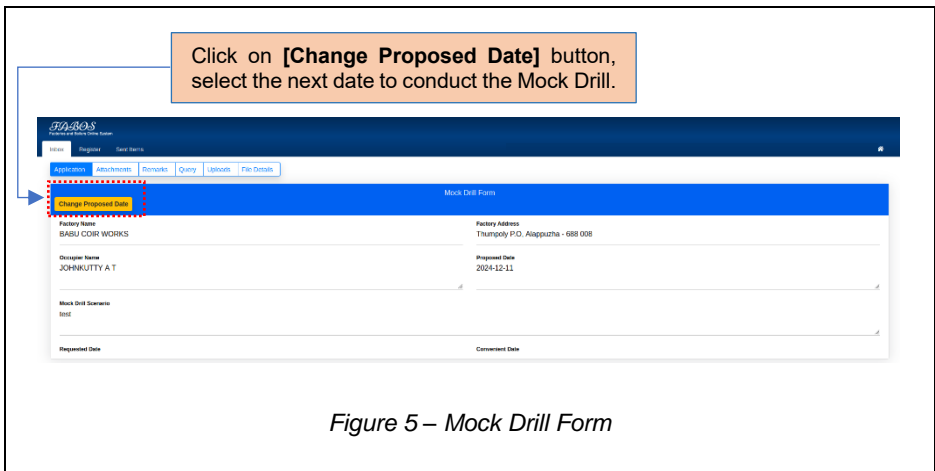 Click on [Change Proposed Date] button,
select the next date to conduct the Mock Drill.
FABOS
Factories and Boilers Online System
Inbox Register Sent Items
Application Attachments Remarks Query Uploads File Details
Mock Drill Form
Change Proposed Date
Factory Name Factory Address
BABU COIR WORKS Thumpoly P.O. Alappuzha - 688 008
Occupier Name Proposed Date
JOHNKUTTY A T 2024-12-11
Mock Drill Scenario
test
Requested Date Convenient Date
Figure 5 – Mock Drill Form